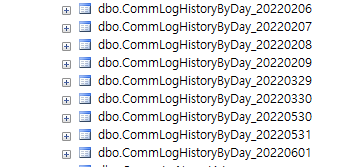 dbo.CommLogHistoryByDay_20220206
dbo.CommLogHistoryByDay_20220207
dbo.CommLogHistoryByDay_20220208
dbo.CommLogHistoryByDay_20220209
dbo.CommLogHistoryByDay_20220329
dbo.CommLogHistoryByDay_20220330
dbo.CommLogHistoryByDay_20220530
dbo.CommLogHistoryByDay_20220531
dbo.CommLogHistoryByDay_20220601